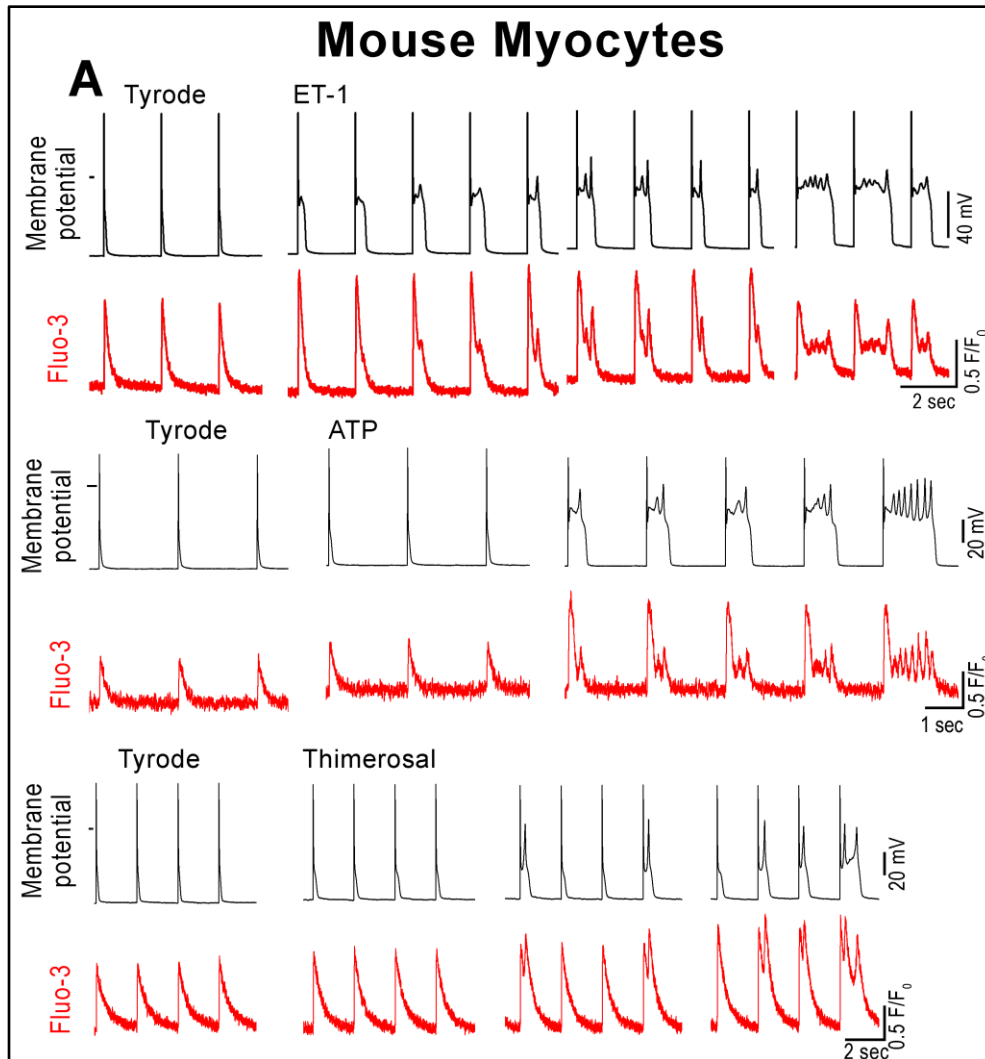 Mouse Myocytes
A
Tyrode
ET-1
Membrane
potential
40 mV
Fluo-3
0.5 F/F0
2 sec
Tyrode
ATP
Membrane
potential
20 mV
Fluo-3
0.5 F/F0
1 sec
Tyrode
Thimerosal
Membrane
potential
20 mV
Fluo-3
0.5 F/F0
2 sec